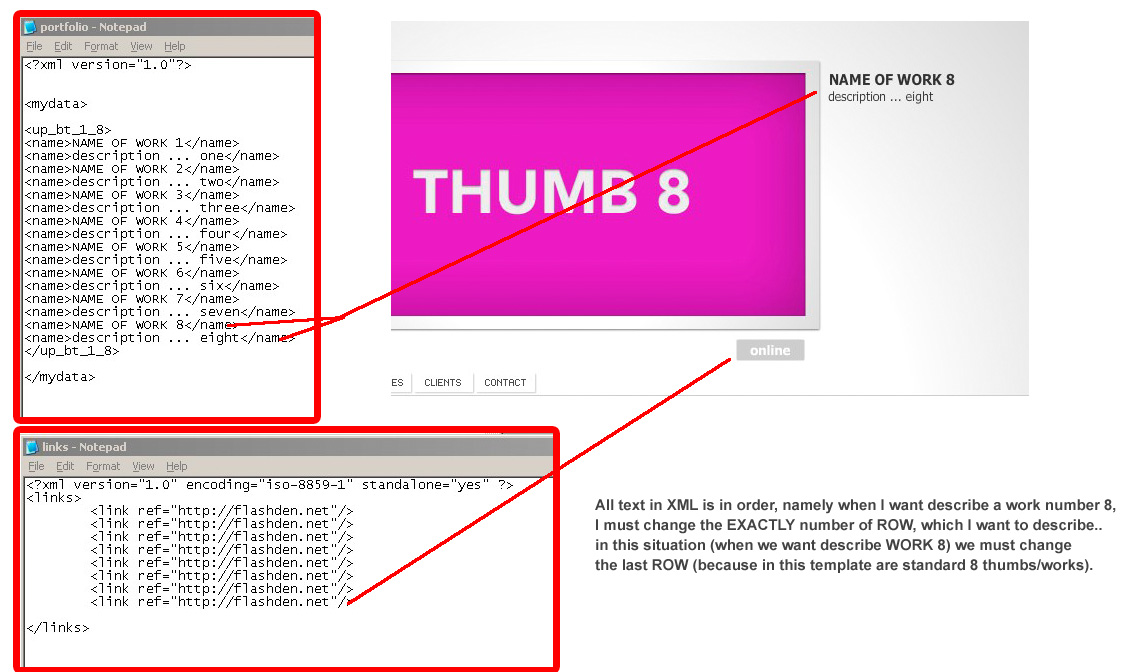 portfolio - Notepad
File Edit Format View Help
<?xml version="1.0"?>
<mydata>
<up_bt_1_8>
<name>NAME OF WORK 1</name>
<name>description ... one</name>
<name>NAME OF WORK 2</name>
<name>description ... two</name>
<name>NAME OF WORK 3</name>
<name>description ... three</name>
<name>NAME OF WORK 4</name>
<name>description ... four</name>
<name>NAME OF WORK 5</name>
<name>description ... five</name>
<name>NAME OF WORK 6</name>
<name>description ... six</name>
<name>NAME OF WORK 7</name>
<name>description ... seven</name>
<name>NAME OF WORK 8</name>
<name>description ... eight</name>
</up_bt_1_8>
</mydata>
THUMB 8
NAME OF WORK 8
description ... eight
online
ES CLIENTS CONTACT
links - Notepad
File Edit Format View Help
<?xml version="1.0" encoding="iso-8859-1" standalone="yes" ?>
<links>
<link ref="http://flashden.net"/>
<link ref="http://flashden.net"/>
<link ref="http://flashden.net"/>
<link ref="http://flashden.net"/>
<link ref="http://flashden.net"/>
<link ref="http://flashden.net"/>
<link ref="http://flashden.net"/>
<link ref="http://flashden.net"/>
</links>
All text in XML is in order, namely when I want describe a work number 8,
I must change the EXACTLY number of ROW, which I want to describe..
in this situation (when we want describe WORK 8) we must change
the last ROW (because in this template are standard 8 thumbs/works).